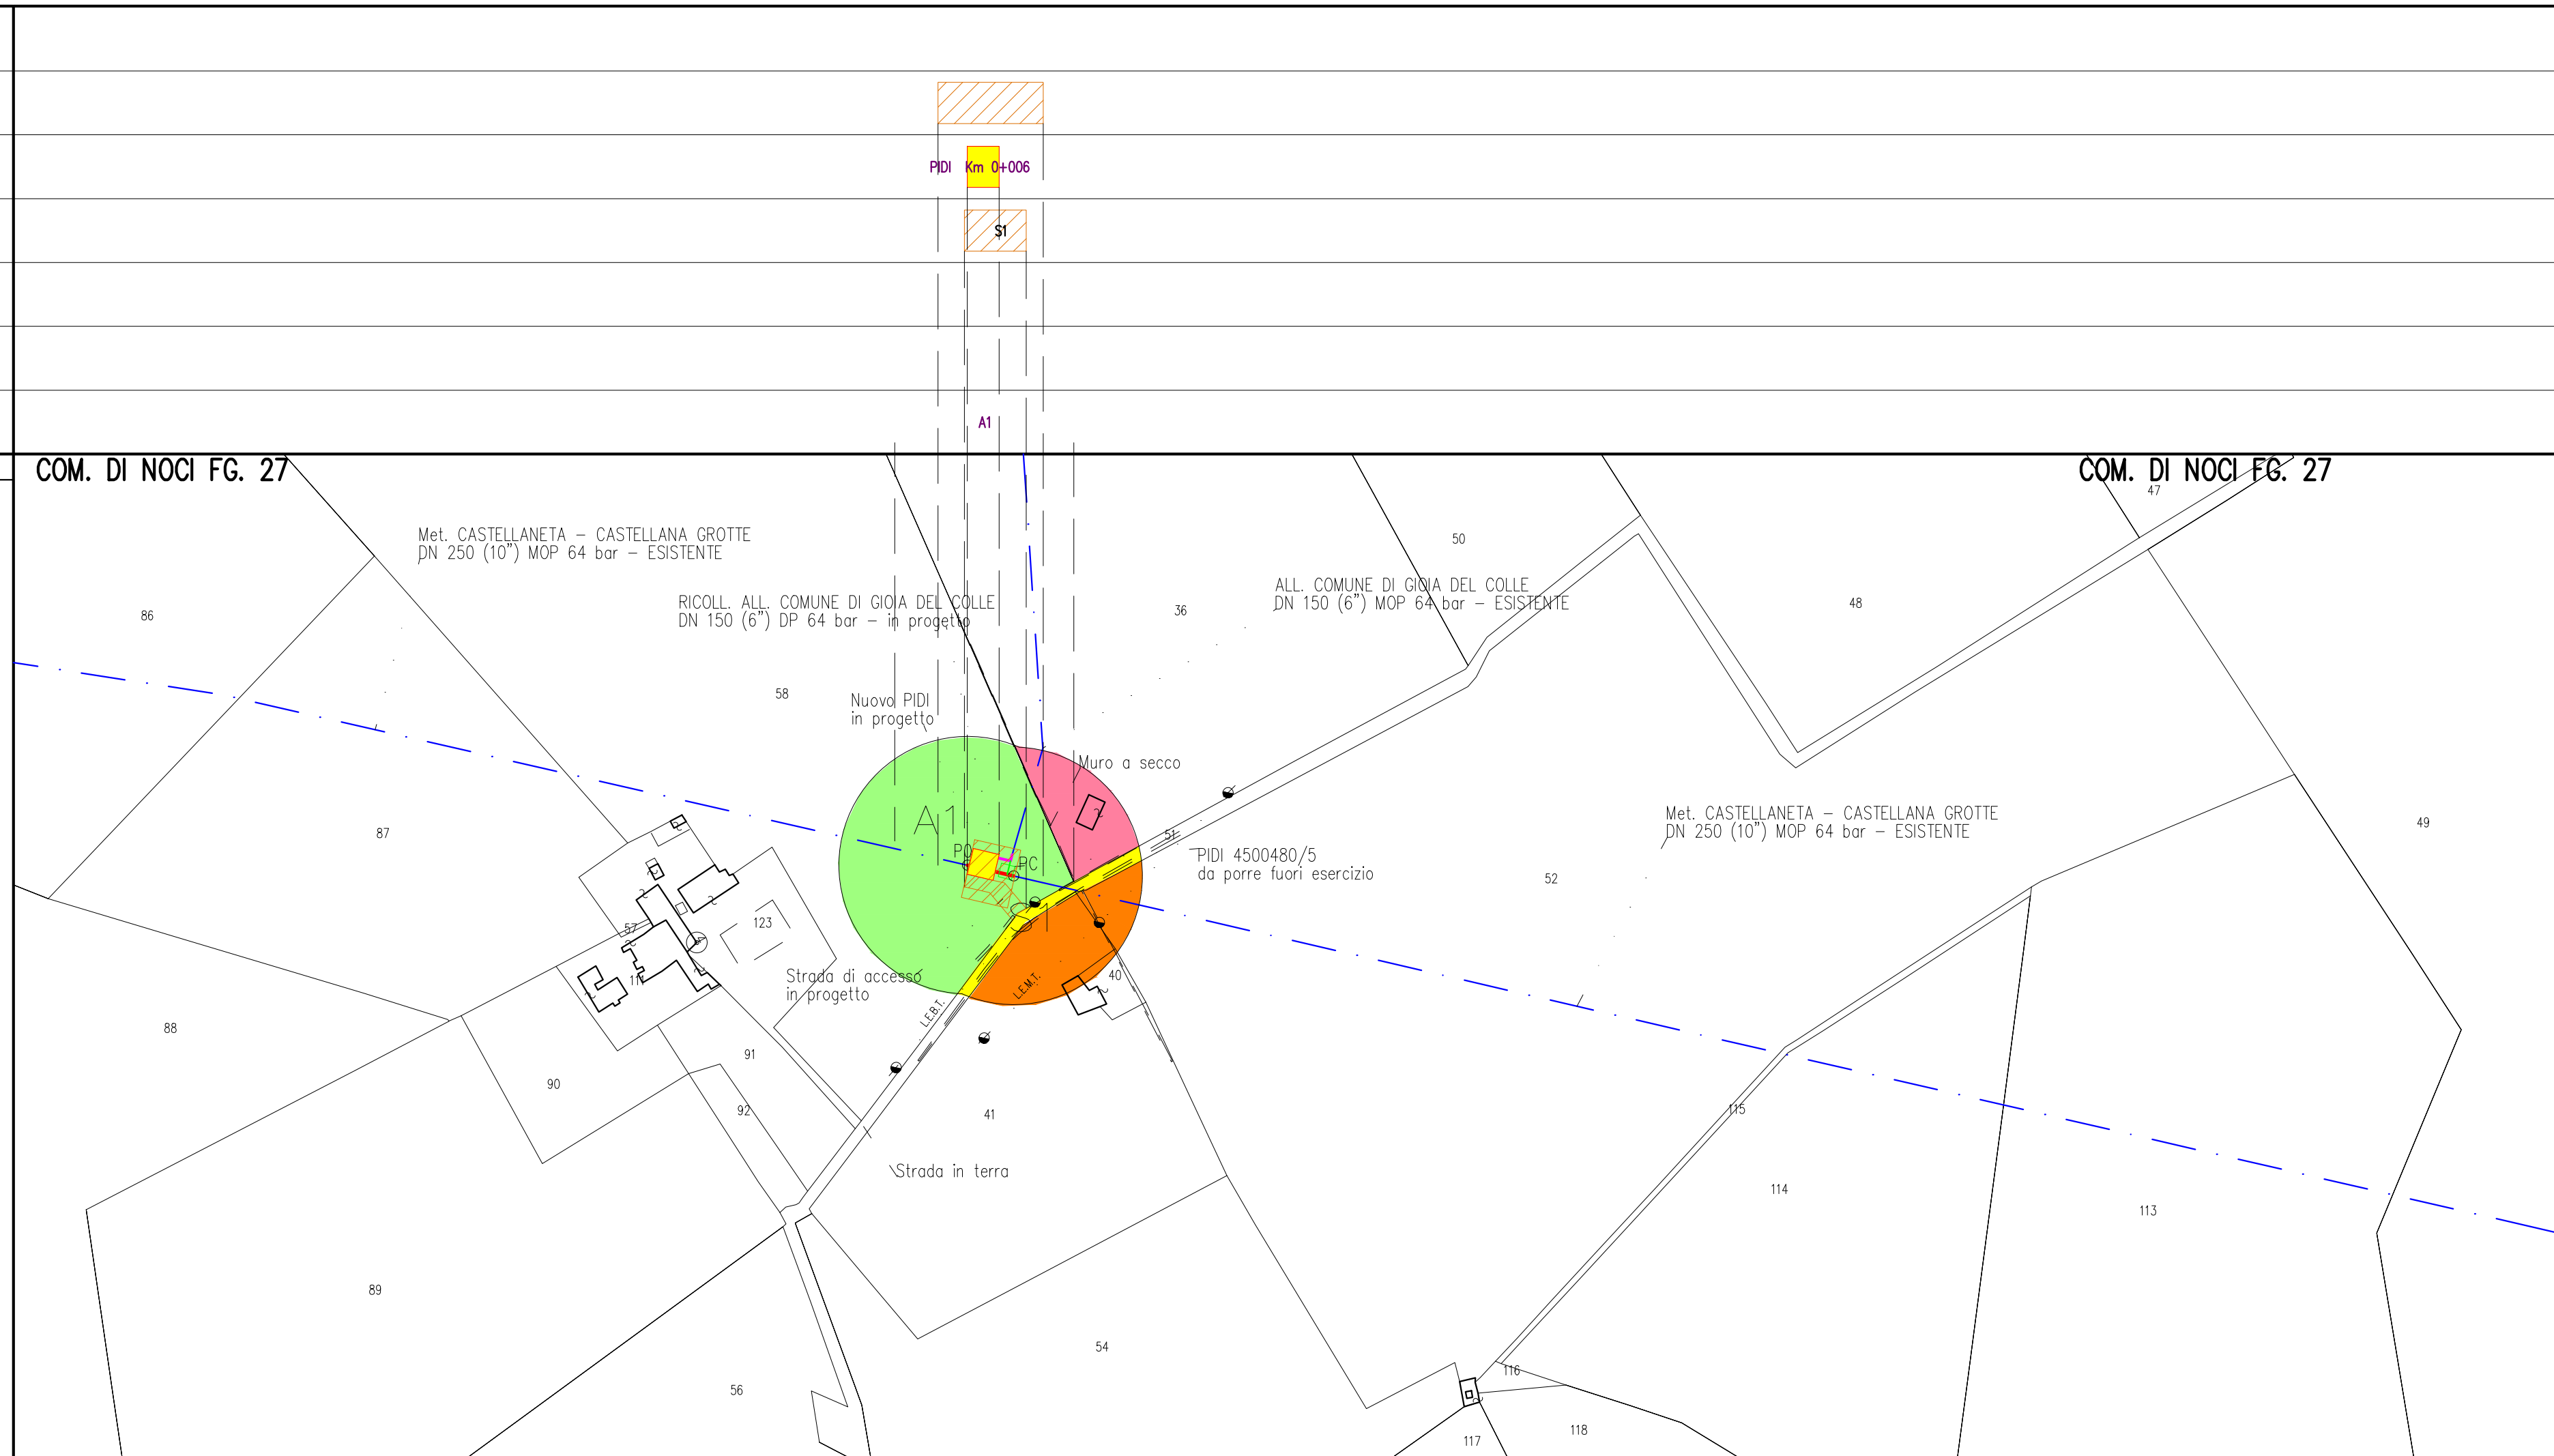 PIDI Km 0+006
S1
A1
COM. DI NOCI FG. 27
COM. DI NOCI FG. 27
47
Met. CASTELLANETA – CASTELLANA GROTTE
DN 250 (10") MOP 64 bar – ESISTENTE
50
86
RICOLL. ALL. COMUNE DI GIOIA DEL COLLE
DN 150 (6") DP 64 bar – in progetto
36
ALL. COMUNE DI GIOIA DEL COLLE
DN 150 (6") MOP 64 bar – ESISTENTE
48
58
Nuovo PIDI
in progetto
Muro a secco
A1
87
51
Met. CASTELLANETA – CASTELLANA GROTTE
DN 250 (10") MOP 64 bar – ESISTENTE
49
P0
PC
PIDI 4500480/5
da porre fuori esercizio
52
57
123
S1
Strada di accesso
in progetto
L.E.B.T.
L.E.M.T.
40
88
90
91
92
41
115
Strada in terra
114
113
89
54
56
116
117
118